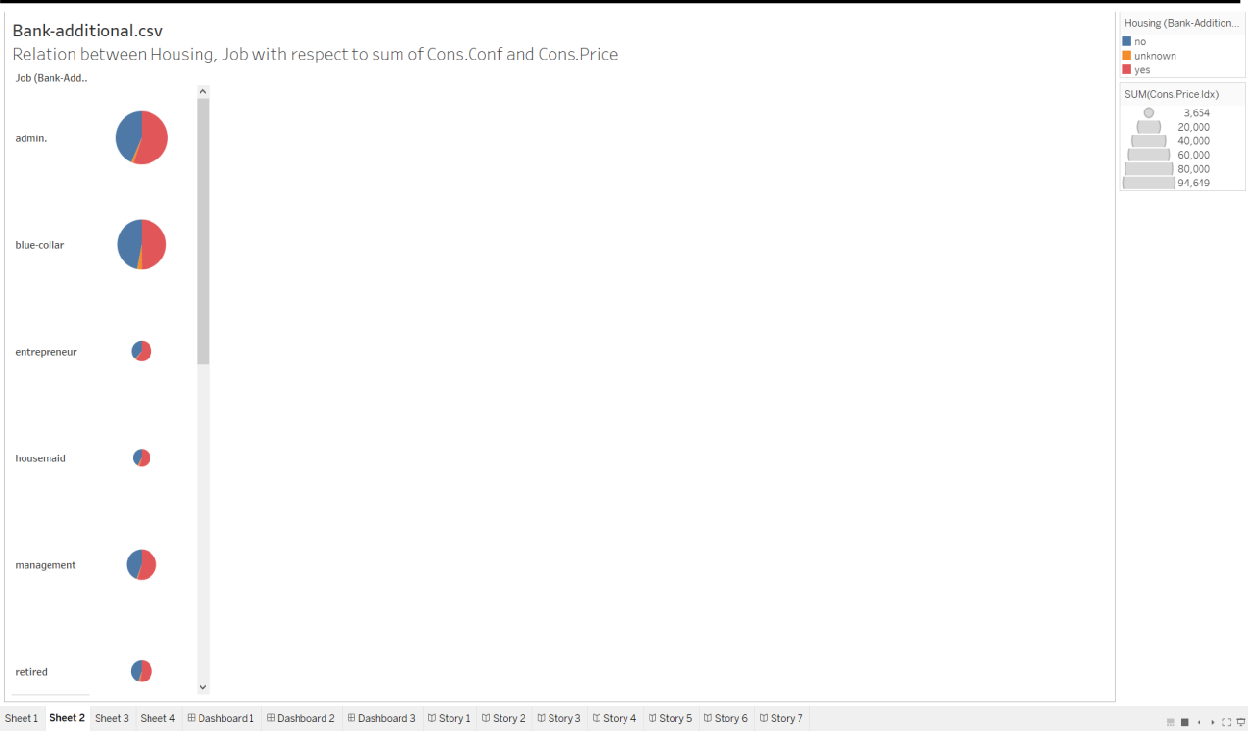 Bank-additional.csv
Relation between Housing, Job with respect to sum of Cons.Conf and Cons.Price
Job (Bank-Add..
admin.
blue-collar
entrepreneur
housemaid
management
retired
Housing (Bank-Addition...
no
unknown
yes
SUM(Cons.Price.Idx)
3,654
20,000
40,000
60,000
80,000
94,649
Sheet 1 Sheet 2 Sheet 3 Sheet 4 Dashboard 1 Dashboard 2 Dashboard 3 Story 1 Story 2 Story 3 Story 4 Story 5 Story 6 Story 7